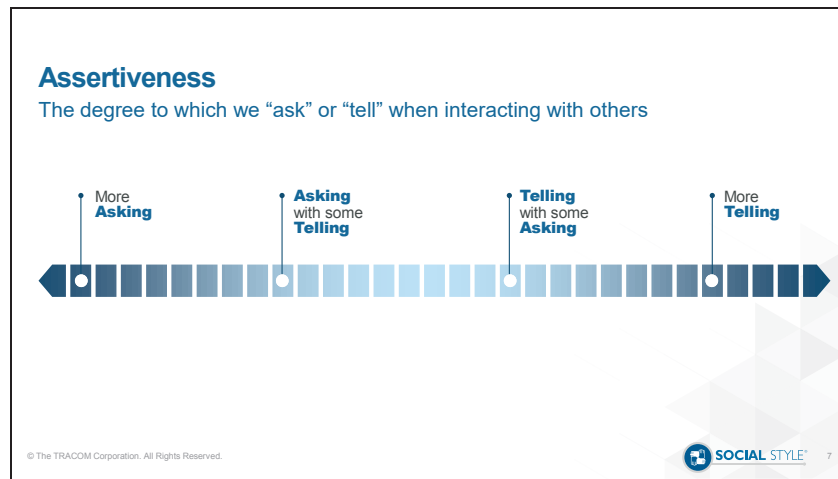 Assertiveness
The degree to which we “ask” or “tell” when interacting with others
More
Asking
Asking
with some
Telling
Telling
with some
Asking
More
Telling
© The TRACOM Corporation. All Rights Reserved.
SOCIAL STYLE®
7